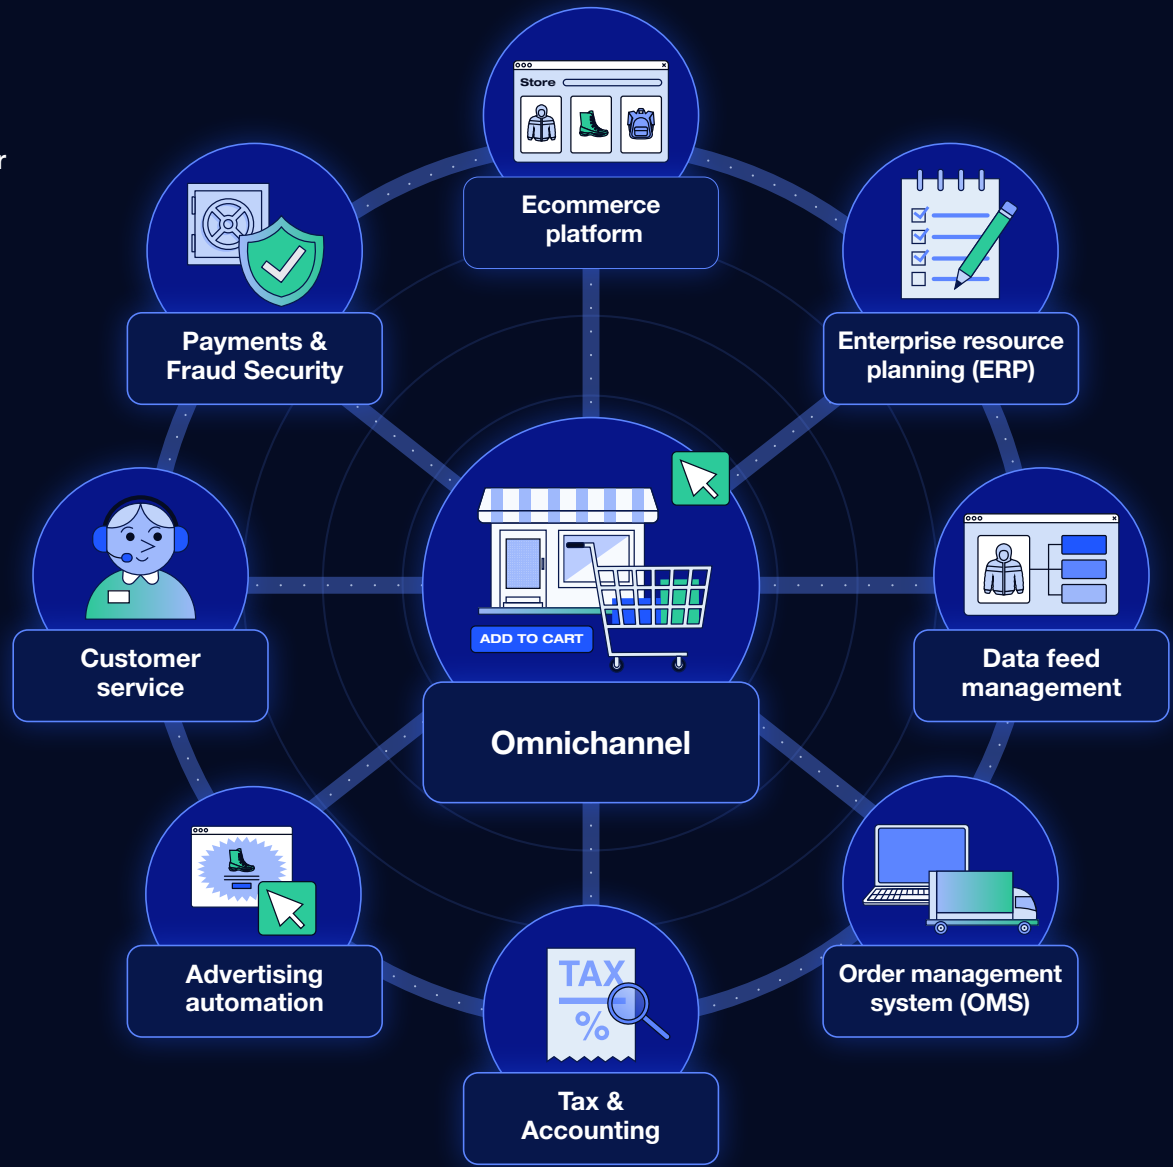 Store
Ecommerce
platform
r
Payments &
Fraud Security
Enterprise resource
planning (ERP)
ADD TO CART
Omnichannel
Customer
service
Data feed
management
Advertising
automation
Order management
system (OMS)
TAX
%
Tax &
Accounting